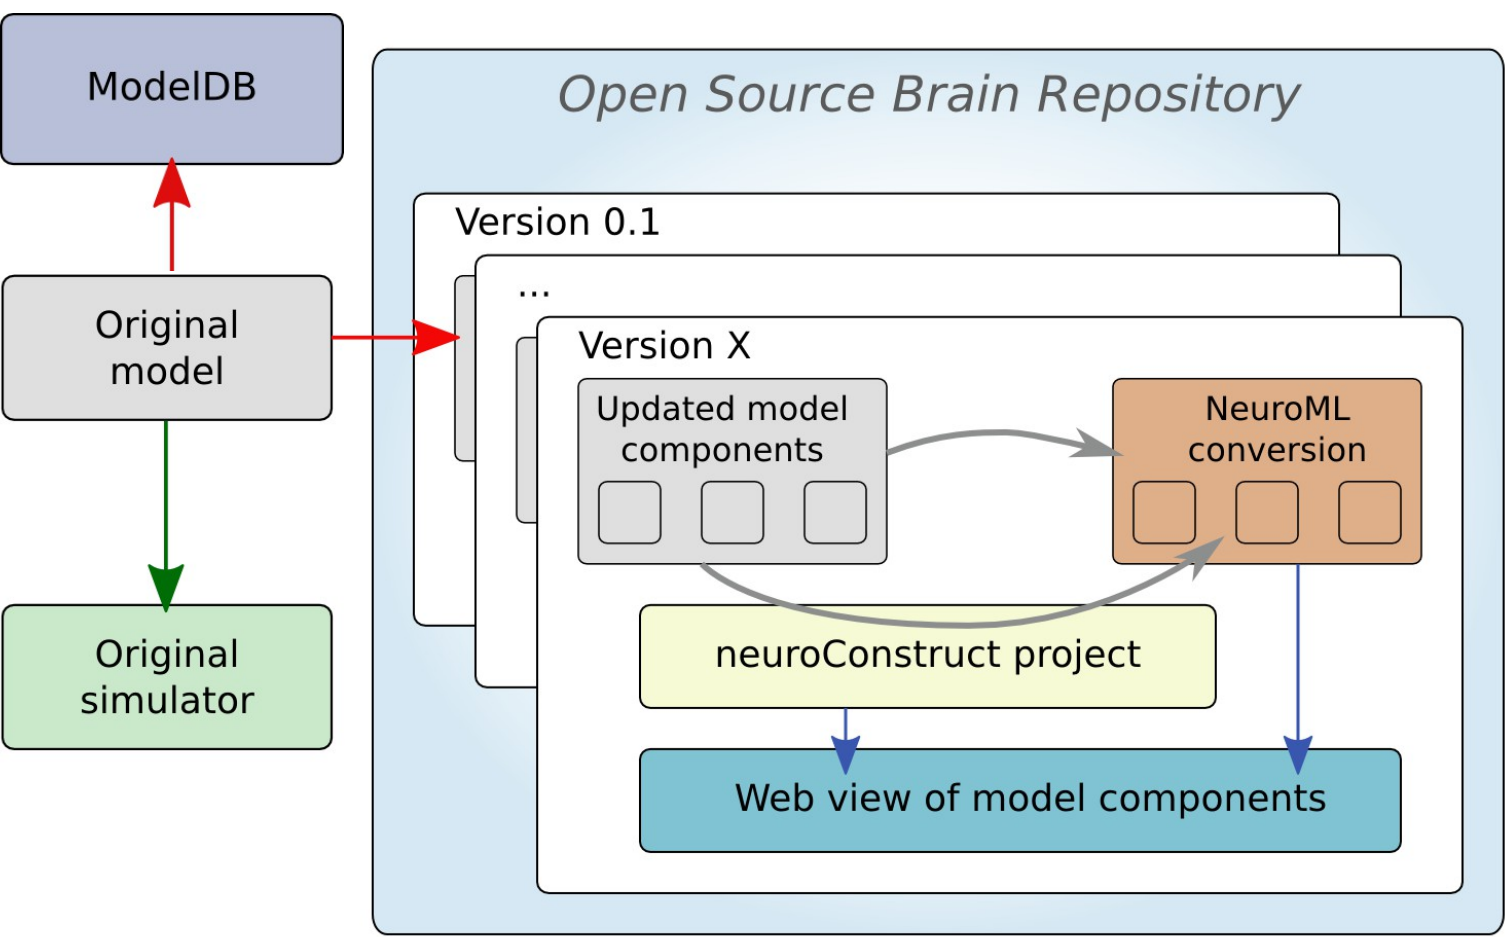 ModelDB
Open Source Brain Repository
Version 0.1
...
Original
model
Version X
Updated model
components
NeuroML
conversion
Original
simulator
neuroConstruct project
Web view of model components